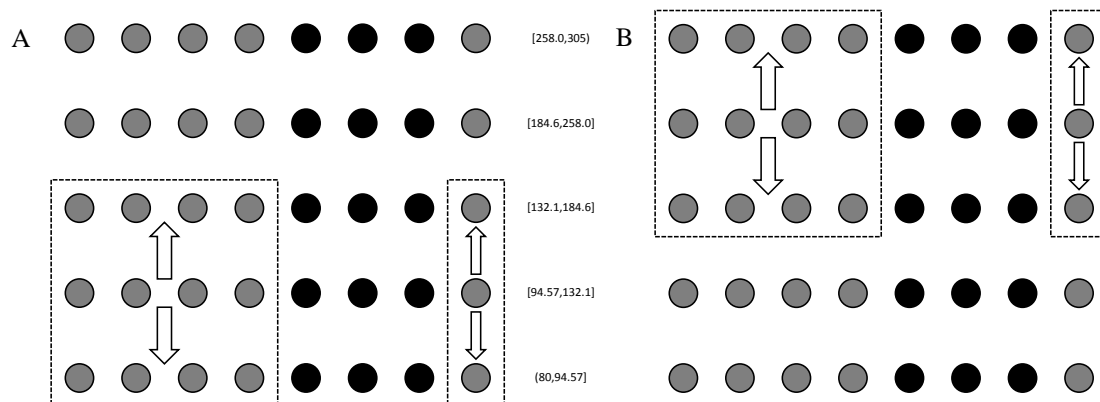 A
[258.0,305)
[184.6,258.0]
[132.1,184.6]
[94.57,132.1]
(80,94.57]
B